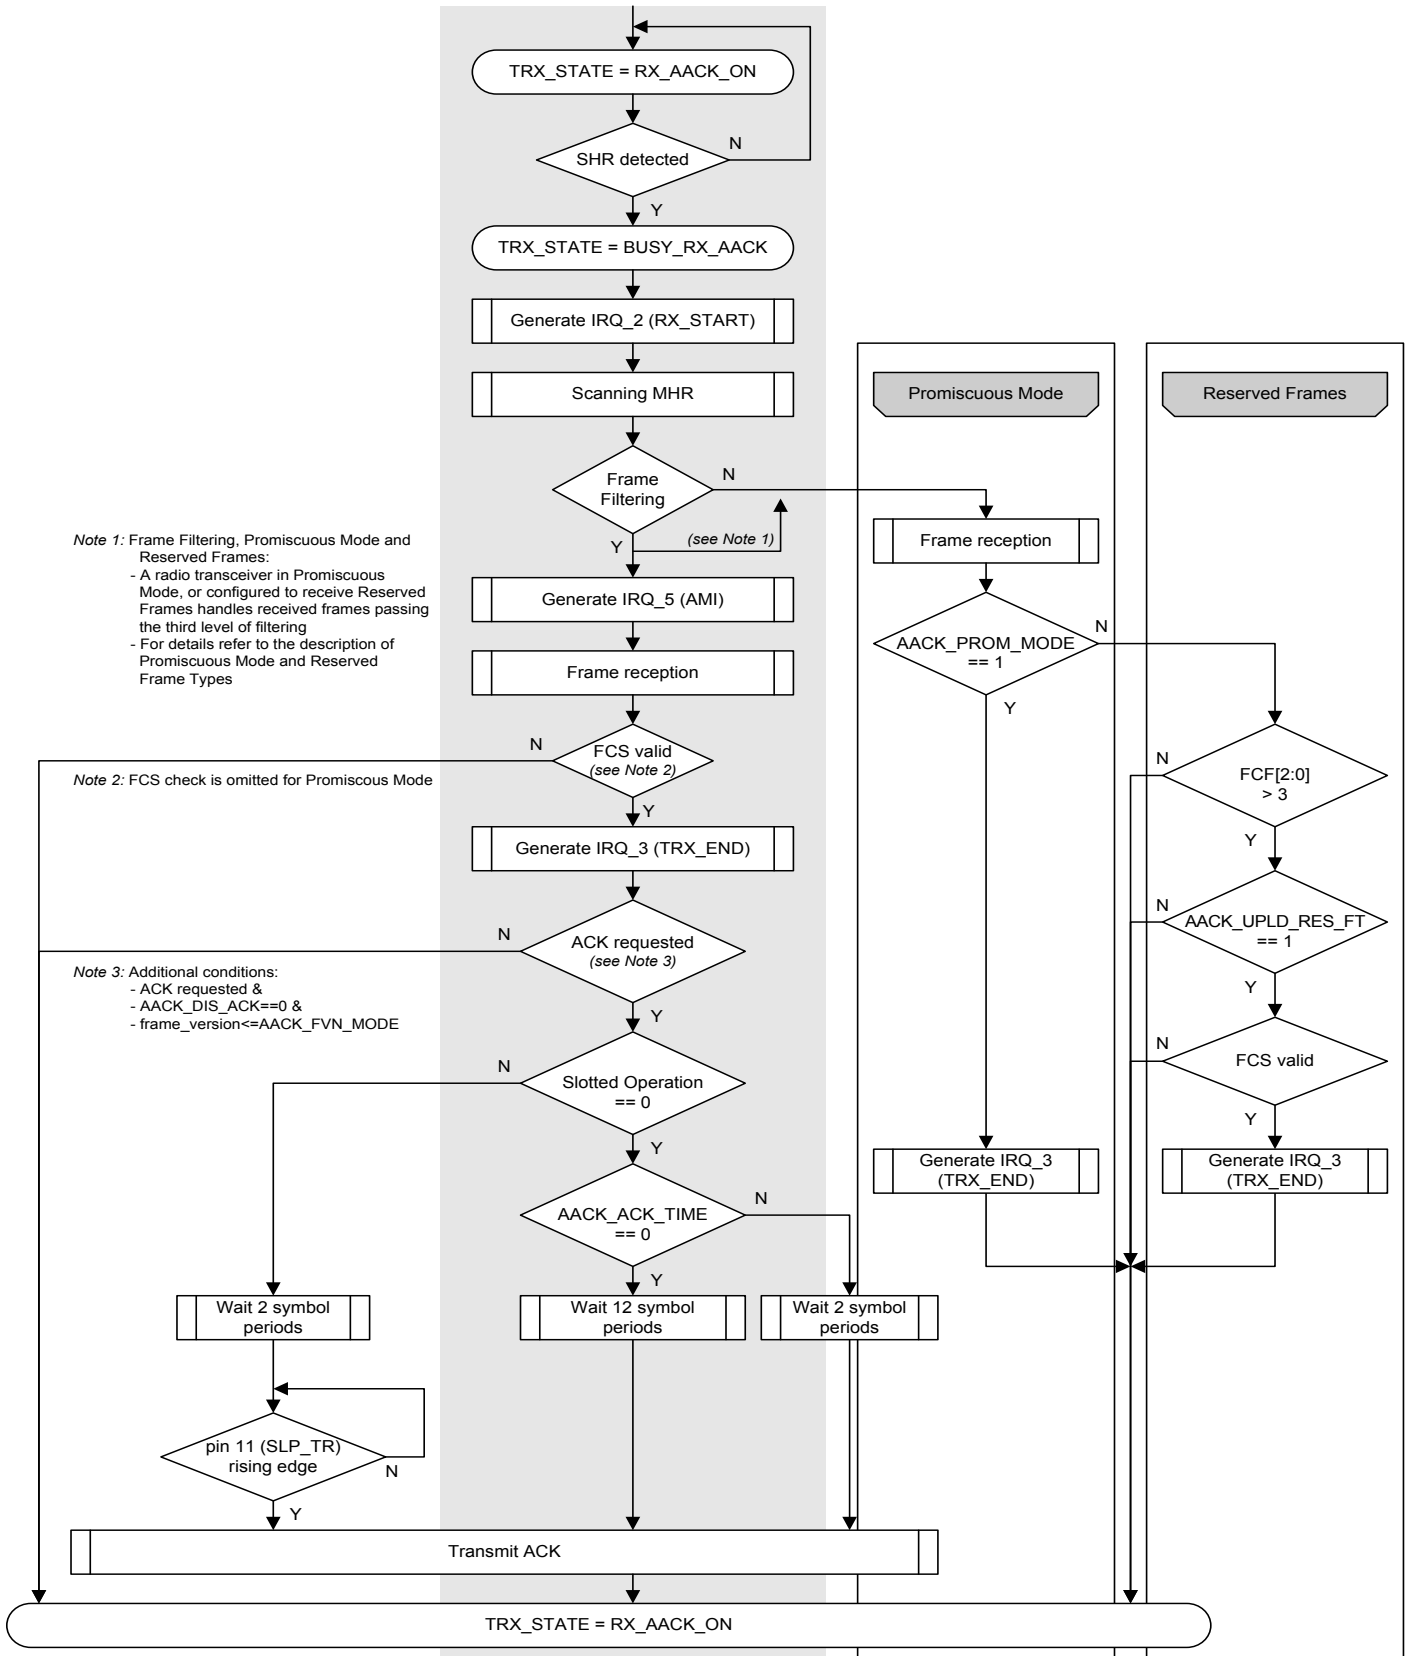 TRX_STATE = RX_AACK_ON
SHR detected
N
Y
TRX_STATE = BUSY_RX_AACK
Generate IRQ_2 (RX_START)
Scanning MHR
Promiscuous Mode
Reserved Frames
Frame
Filtering
N
Y
(see Note 1)
Note 1: Frame Filtering, Promiscuous Mode and
Reserved Frames:
- A radio transceiver in Promiscuous
Mode, or configured to receive Reserved
Frames handles received frames passing
the third level of filtering
- For details refer to the description of
Promiscuous Mode and Reserved
Frame Types
Frame reception
Generate IRQ_5 (AMI)
AACK_PROM_MODE
== 1
N
Y
Frame reception
FCS valid
(see Note 2)
N
Y
Note 2: FCS check is omitted for Promiscous Mode
FCF[2:0]
> 3
N
Y
Generate IRQ_3 (TRX_END)
AACK_UPLD_RES_FT
== 1
N
Y
ACK requested
(see Note 3)
N
Y
Note 3: Additional conditions:
- ACK requested &
- AACK_DIS_ACK==0 &
- frame_version<=AACK_FVN_MODE
FCS valid
N
Y
Slotted Operation
== 0
N
Y
Generate IRQ_3
(TRX_END)
Generate IRQ_3
(TRX_END)
AACK_ACK_TIME
== 0
N
Y
Wait 2 symbol
periods
Wait 12 symbol
periods
Wait 2 symbol
periods
pin 11 (SLP_TR)
rising edge
N
Y
Transmit ACK
TRX_STATE = RX_AACK_ON